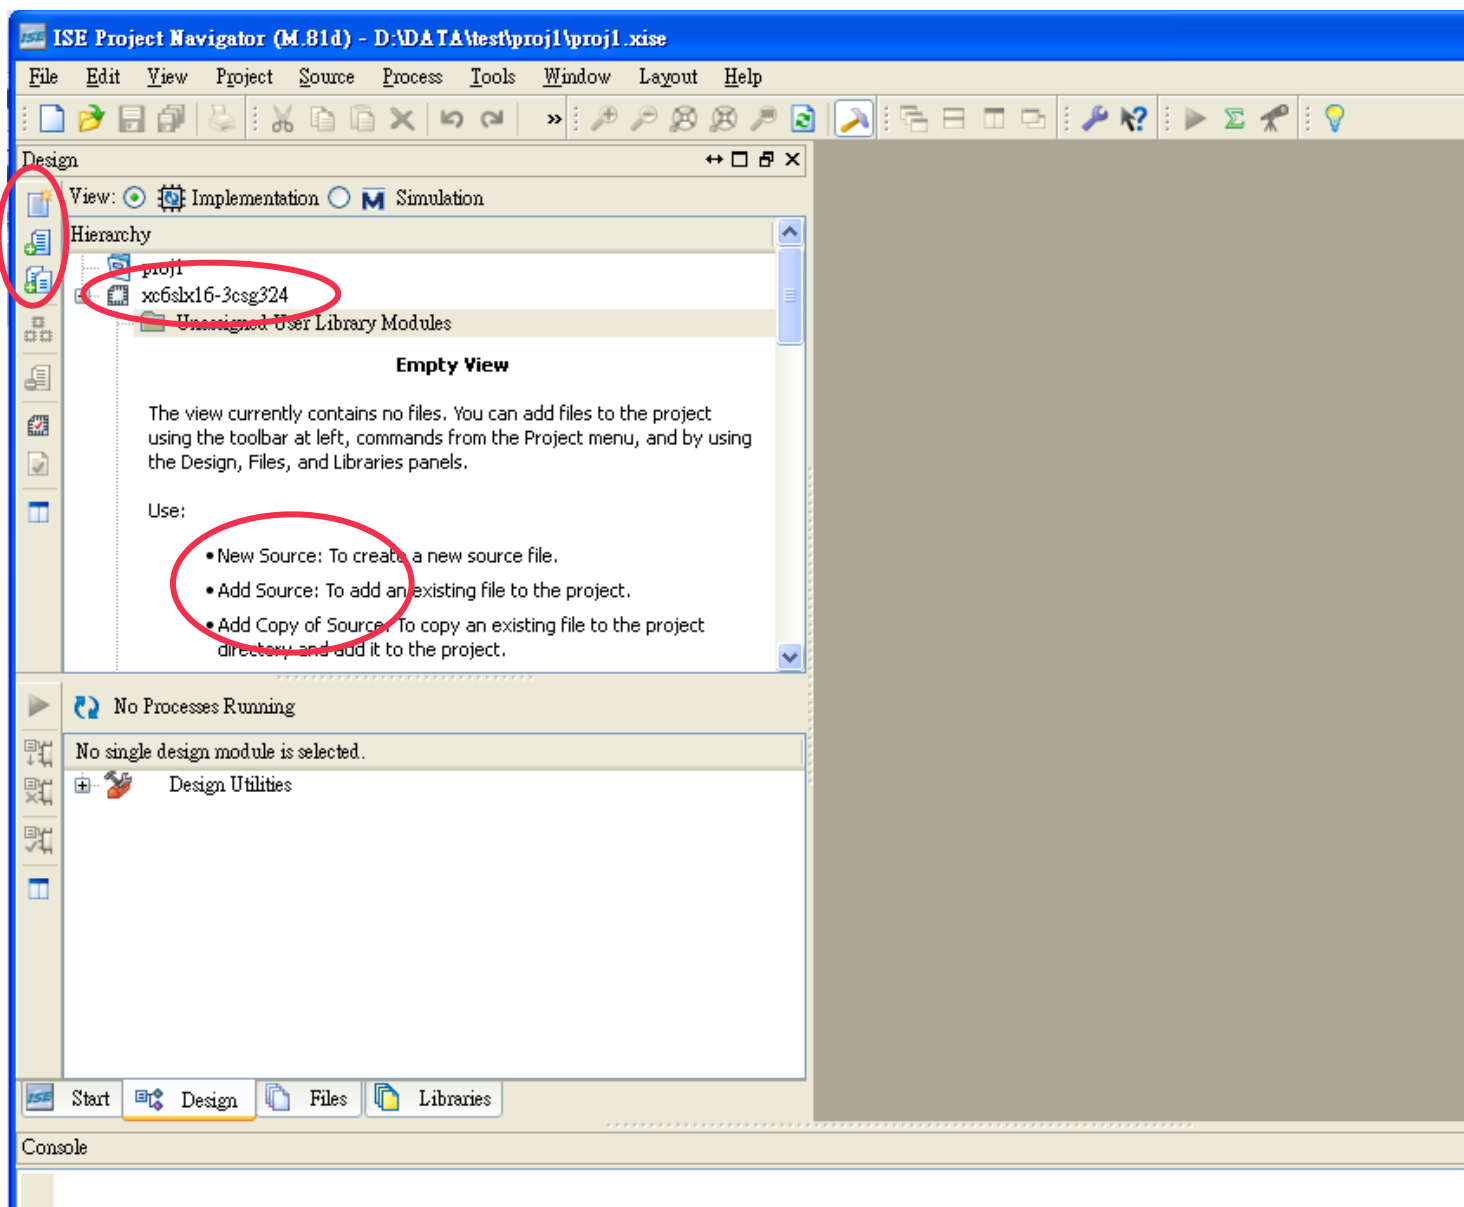 ISE ISE Project Navigator (M.81d) - D:\DATA\test\proj1\proj1.xise
File Edit View Project Source Process Tools Window Layout Help
Design
View: Implementation Simulation
Hierarchy
proj1
xc6slx16-3csg324
Unassigned User Library Modules
Empty View
The view currently contains no files. You can add files to the project
using the toolbar at left, commands from the Project menu, and by using
the Design, Files, and Libraries panels.
Use:
• New Source: To create a new source file.
• Add Source: To add an existing file to the project.
• Add Copy of Source: To copy an existing file to the project
directory and add it to the project.
No Processes Running
No single design module is selected.
Design Utilities
ISE Start Design Files Libraries
Console